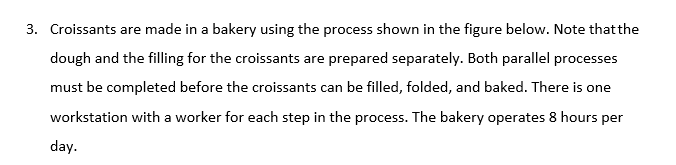 3. Croissants are made in a bakery using the process shown in the figure below. Note that the
dough and the filling for the croissants are prepared separately. Both parallel processes
must be completed before the croissants can be filled, folded, and baked. There is one
workstation with a worker for each step in the process. The bakery operates 8 hours per
day.